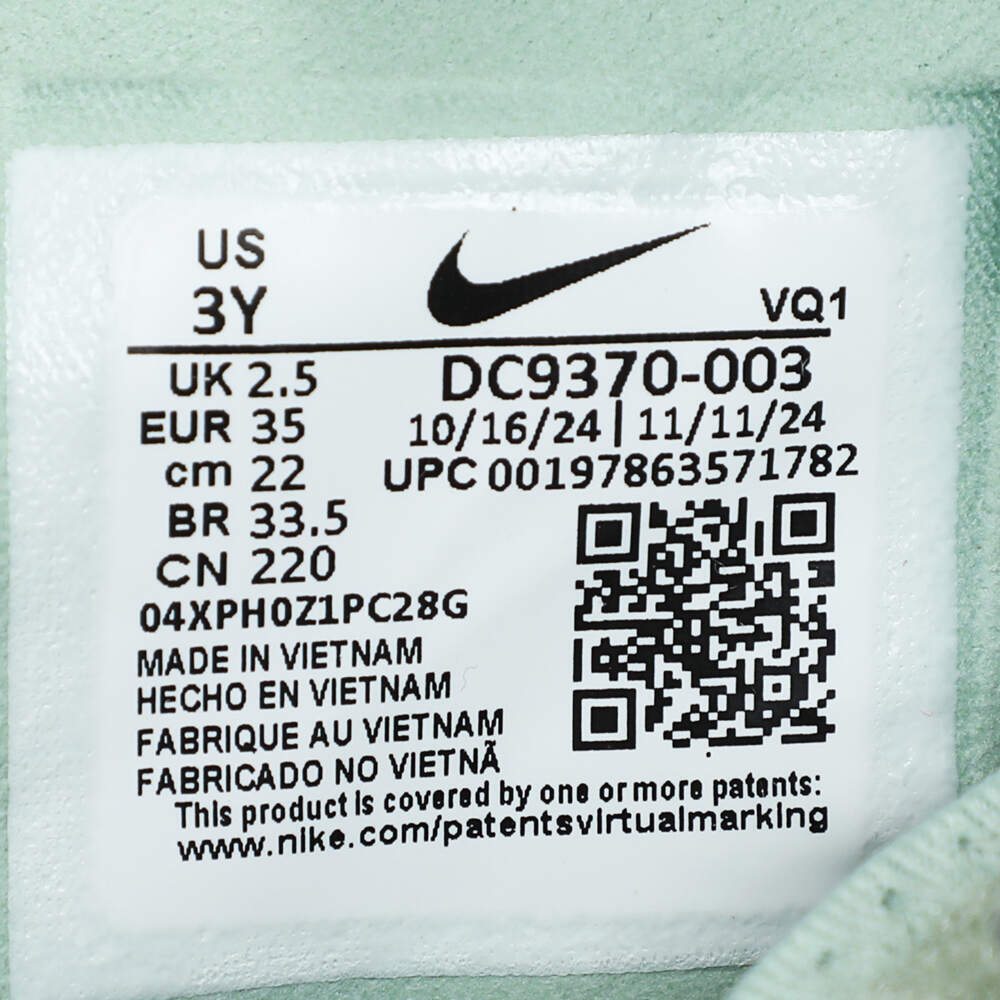 US
3Y
VQ1
UK 2.5
DC9370-003
EUR 35
10/16/24 | 11/11/24
cm 22
UPC 00197863571782
BR 33.5
CN 220
04XPH0Z1PC28G
MADE IN VIETNAM
HECHO EN VIETNAM
FABRIQUE AU VIETNAM
FABRICADO NO VIETNÃ
This product is covered by one or more patents:
www.nike.com/patentsvirtualmarking